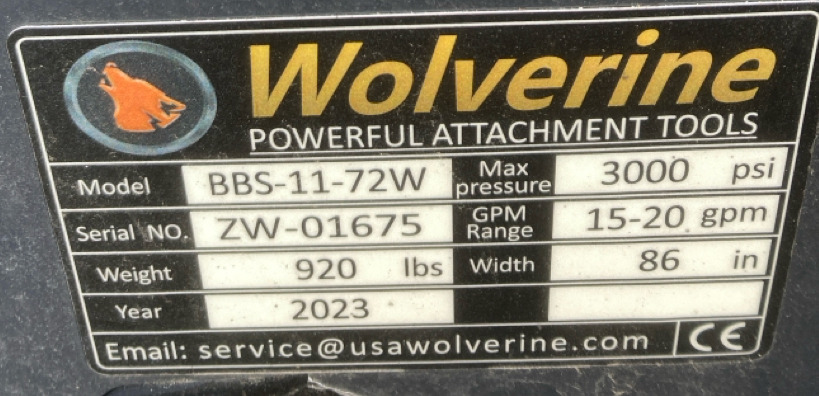 Wolverine
POWERFUL ATTACHMENT TOOLS
Model BBS-11-72W Max pressure 3000 psi
Serial NO. ZW-01675 GPM Range 15-20 gpm
Weight 920 lbs Width 86 in
Year 2023
Email: service@usawolverine.com CE